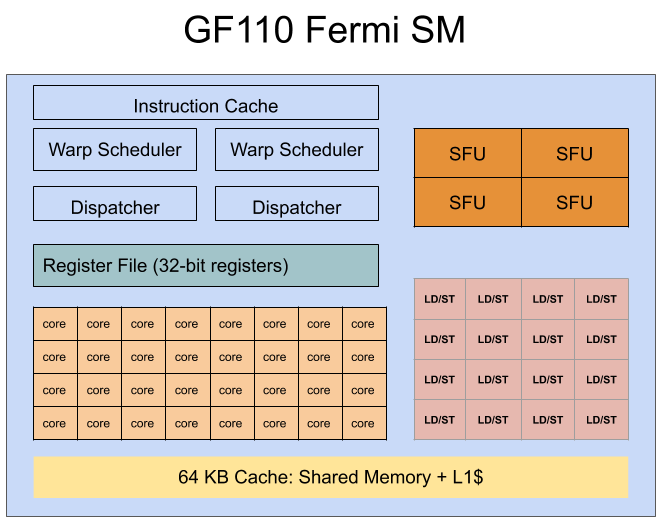 GF110 Fermi SM
Instruction Cache
Warp Scheduler Warp Scheduler
Dispatcher Dispatcher
Register File (32-bit registers)
core core core core core core core core
core core core core core core core core
core core core core core core core core
core core core core core core core core
SFU SFU
SFU SFU
LD/ST LD/ST LD/ST LD/ST
LD/ST LD/ST LD/ST LD/ST
LD/ST LD/ST LD/ST LD/ST
LD/ST LD/ST LD/ST LD/ST
64 KB Cache: Shared Memory + L1$